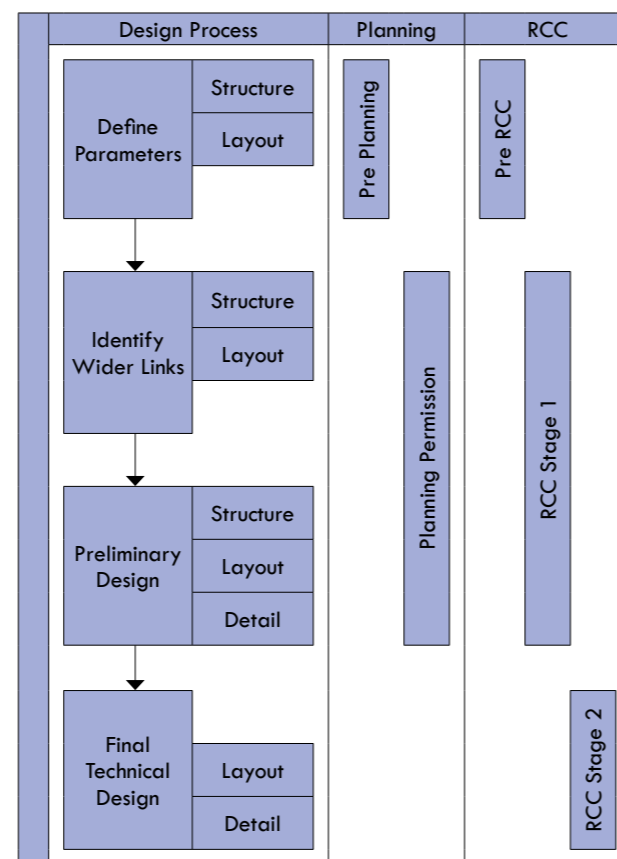 Design Process
Planning
RCC
Define
Parameters
Structure
Layout
Pre Planning
Pre RCC
Identify
Wider Links
Structure
Layout
Planning Permission
RCC Stage 1
Preliminary
Design
Structure
Layout
Detail
Final
Technical
Design
Layout
Detail
RCC Stage 2